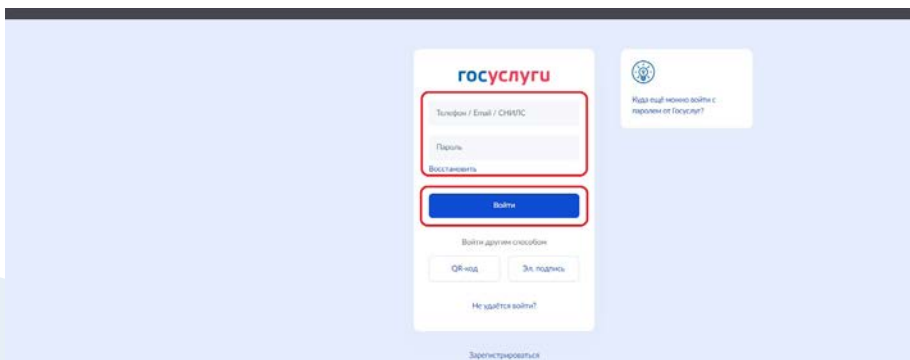 госуслуги
Телефон / Email / СНИЛС
Пароль
Восстановить
Войти
Войти другим способом
QR-код
Эл. подпись
Не удаётся войти?
Зарегистрироваться
Куда ещё можно войти с
паролем от Госуслуг?